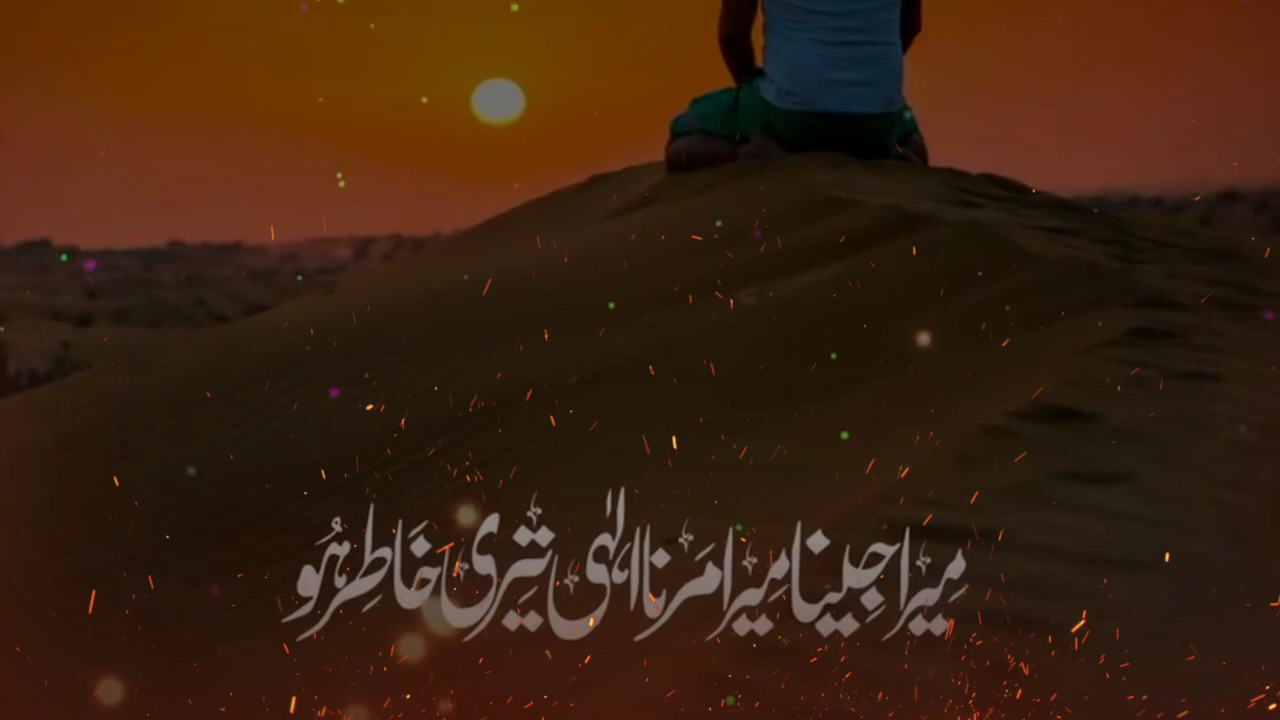 میرا جینا میرا مرنا الٰہی تیری خاطر ہو